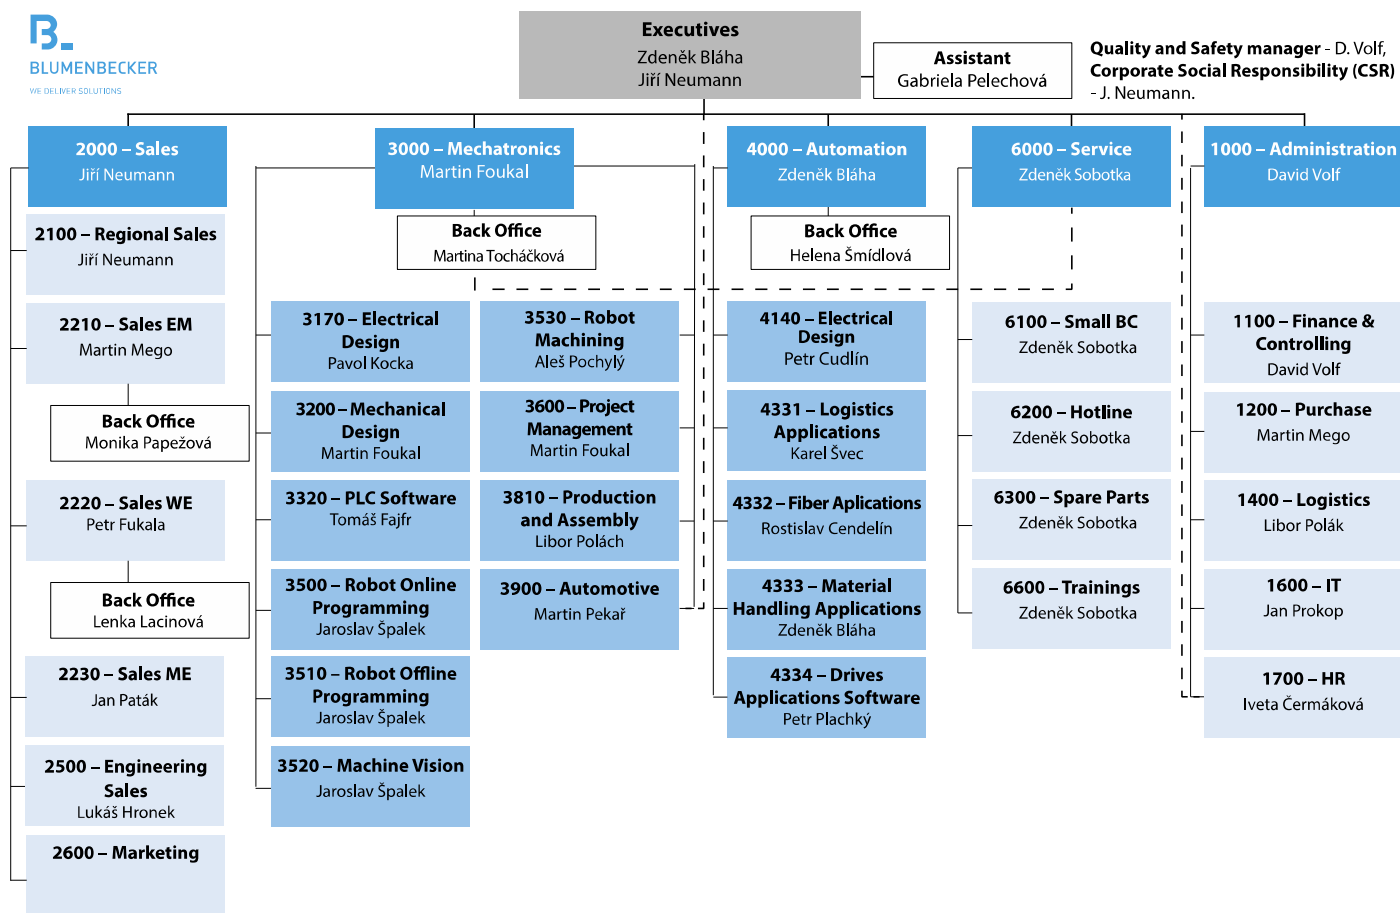 BLUMENBECKER
WE DELIVER SOLUTIONS
Executives
Zdeněk Bláha
Jiří Neumann
Assistant
Gabriela Pelechová
Quality and Safety manager - D. Volf,
Corporate Social Responsibility (CSR)
- J. Neumann.
2000 – Sales
Jiří Neumann
2100 – Regional Sales
Jiří Neumann
2210 – Sales EM
Martin Mego
Back Office
Monika Papežová
2220 – Sales WE
Petr Fukala
Back Office
Lenka Lacinová
2230 – Sales ME
Jan Paták
2500 – Engineering
Sales
Lukáš Hronek
2600 – Marketing
3000 – Mechatronics
Martin Foukal
Back Office
Martina Tocháčková
3170 – Electrical
Design
Pavol Kocka
3200 – Mechanical
Design
Martin Foukal
3320 – PLC Software
Tomáš Fajfr
3500 – Robot Online
Programming
Jaroslav Špalek
3510 – Robot Offline
Programming
Jaroslav Špalek
3520 – Machine Vision
Jaroslav Špalek
3530 – Robot
Machining
Aleš Pochylý
3600 – Project
Management
Martin Foukal
3810 – Production
and Assembly
Libor Polách
3900 – Automotive
Martin Pekař
4000 – Automation
Zdeněk Bláha
Back Office
Helena Šmídlová
4140 – Electrical
Design
Petr Cudlín
4331 – Logistics
Applications
Karel Švec
4332 – Fiber Aplications
Rostislav Cendelín
4333 – Material
Handling Applications
Zdeněk Bláha
4334 – Drives
Applications Software
Petr Plachký
6000 – Service
Zdeněk Sobotka
6100 – Small BC
Zdeněk Sobotka
6200 – Hotline
Zdeněk Sobotka
6300 – Spare Parts
Zdeněk Sobotka
6600 – Trainings
Zdeněk Sobotka
1000 – Administration
David Volf
1100 – Finance &
Controlling
David Volf
1200 – Purchase
Martin Mego
1400 – Logistics
Libor Polák
1600 – IT
Jan Prokop
1700 – HR
Iveta Čermáková